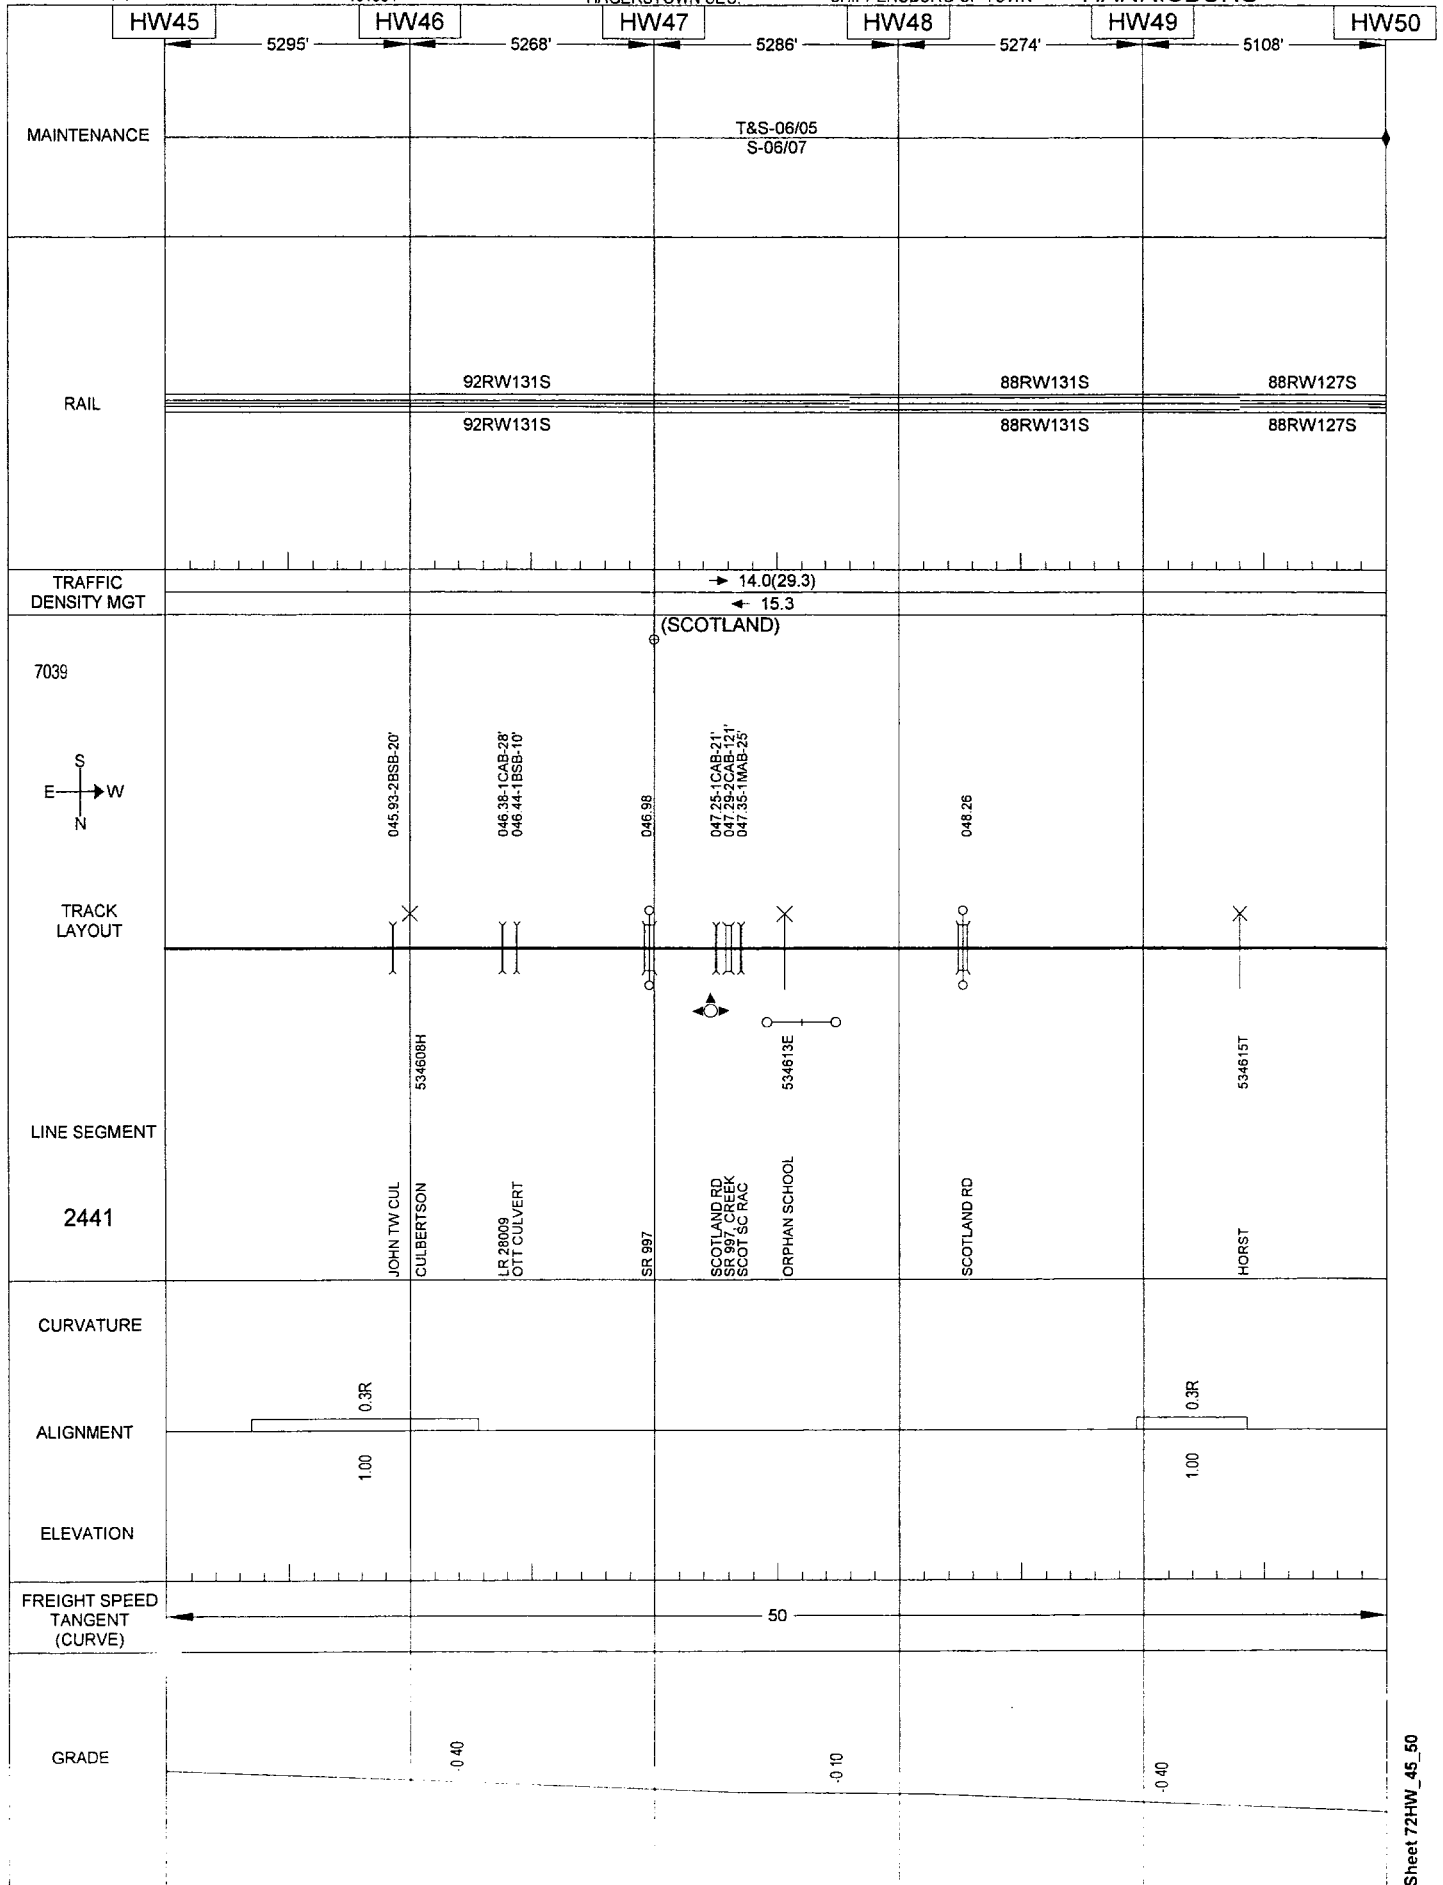 HW45 HW46 HW47 HW48 HW49 HW50
5295' 5268' 5286' 5274' 5108'
MAINTENANCE
T&S-06/05
S-06/07
RAIL
92RW131S 88RW131S 88RW127S
92RW131S 88RW131S 88RW127S
TRAFFIC
DENSITY MGT
14.0(29.3)
15.3
(SCOTLAND)
7039
S
E W
N
045.93-2BSB-20'
046.38-1CAB-28'
046.44-1BSB-10'
046.98
047.25-1CAB-21'
047.29-2CAB-121'
047.35-1MAB-25'
048.26
TRACK
LAYOUT
534608H
534613E
534615T
LINE SEGMENT
2441
JOHN TW CUL
CULBERTSON
LR 28009
OTT CULVERT
SR 997
SCOTLAND RD
SR 997, CREEK
SCOT SC RAC
ORPHAN SCHOOL
SCOTLAND RD
HORST
CURVATURE
0.3R 0.3R
ALIGNMENT
1.00 1.00
ELEVATION
FREIGHT SPEED
TANGENT
(CURVE)
50
GRADE
-0.40 -0.10 -0.40
Sheet 72HW_45_50